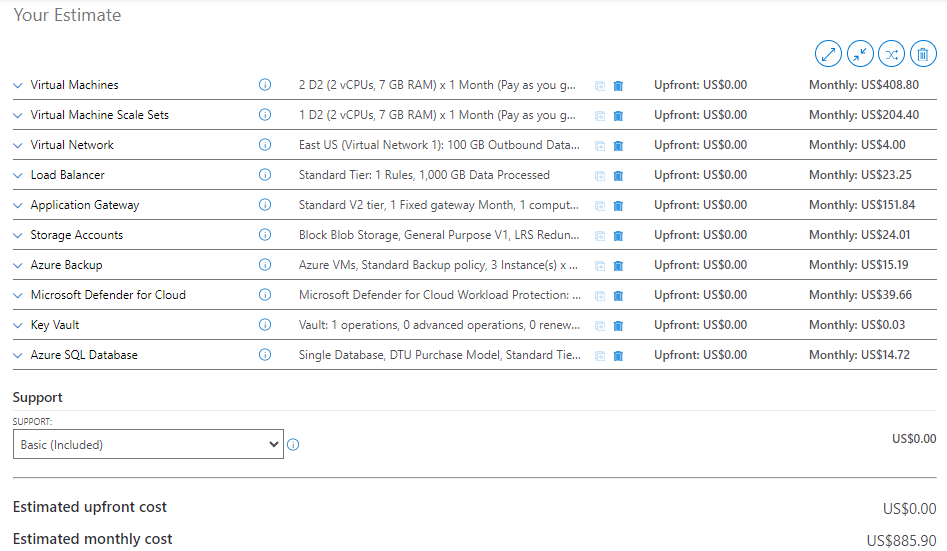 Your Estimate
Virtual Machines 2 D2 (2 vCPUs, 7 GB RAM) x 1 Month (Pay as you g... Upfront: US$0.00 Monthly: US$408.80
Virtual Machine Scale Sets 1 D2 (2 vCPUs, 7 GB RAM) x 1 Month (Pay as you g... Upfront: US$0.00 Monthly: US$204.40
Virtual Network East US (Virtual Network 1): 100 GB Outbound Data... Upfront: US$0.00 Monthly: US$4.00
Load Balancer Standard Tier: 1 Rules, 1,000 GB Data Processed Upfront: US$0.00 Monthly: US$23.25
Application Gateway Standard V2 tier, 1 Fixed gateway Month, 1 comput... Upfront: US$0.00 Monthly: US$151.84
Storage Accounts Block Blob Storage, General Purpose V1, LRS Redun... Upfront: US$0.00 Monthly: US$24.01
Azure Backup Azure VMs, Standard Backup policy, 3 Instance(s) x ... Upfront: US$0.00 Monthly: US$15.19
Microsoft Defender for Cloud Microsoft Defender for Cloud Workload Protection: ... Upfront: US$0.00 Monthly: US$39.66
Key Vault Vault: 1 operations, 0 advanced operations, 0 renew... Upfront: US$0.00 Monthly: US$0.03
Azure SQL Database Single Database, DTU Purchase Model, Standard Tie... Upfront: US$0.00 Monthly: US$14.72
Support
SUPPORT:
Basic (Included) US$0.00
Estimated upfront cost US$0.00
Estimated monthly cost US$885.90